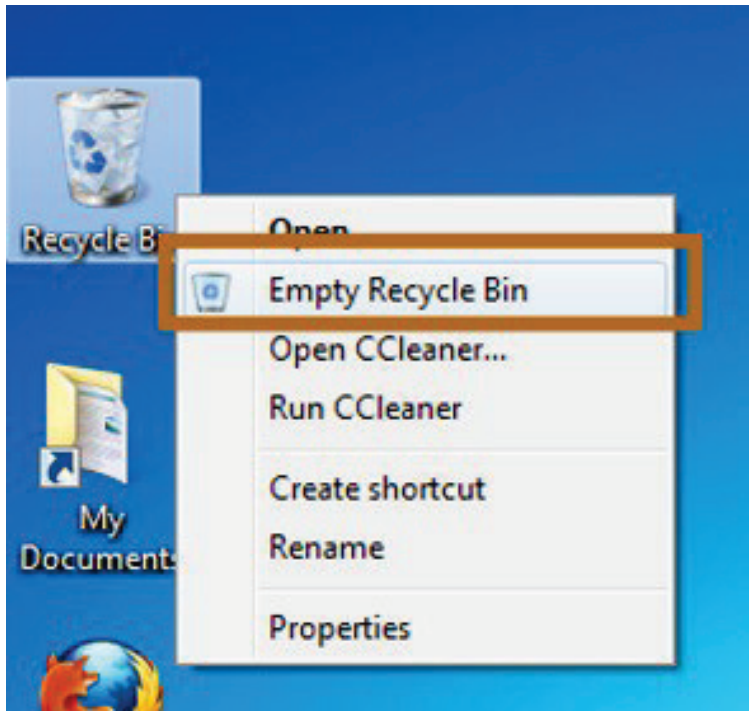 Recycle Bi
Open
Empty Recycle Bin
Open CCleaner...
Run CCleaner
Create shortcut
Rename
Properties
My
Documents